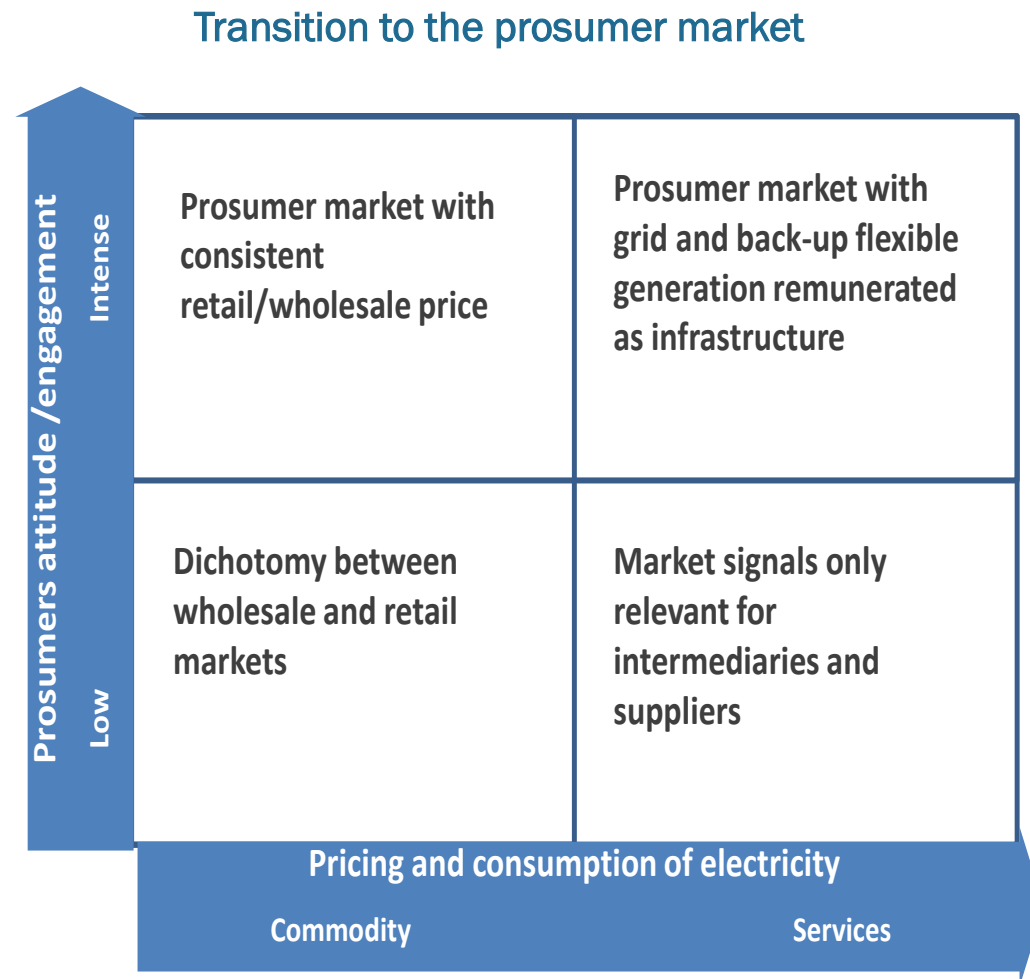 Transition to the prosumer market
Prosumers attitude /engagement
Intense
Low
Prosumer market with
consistent
retail/wholesale price
Prosumer market with
grid and back-up flexible
generation remunerated
as infrastructure
Dichotomy between
wholesale and retail
markets
Market signals only
relevant for
intermediaries and
suppliers
Pricing and consumption of electricity
Commodity
Services